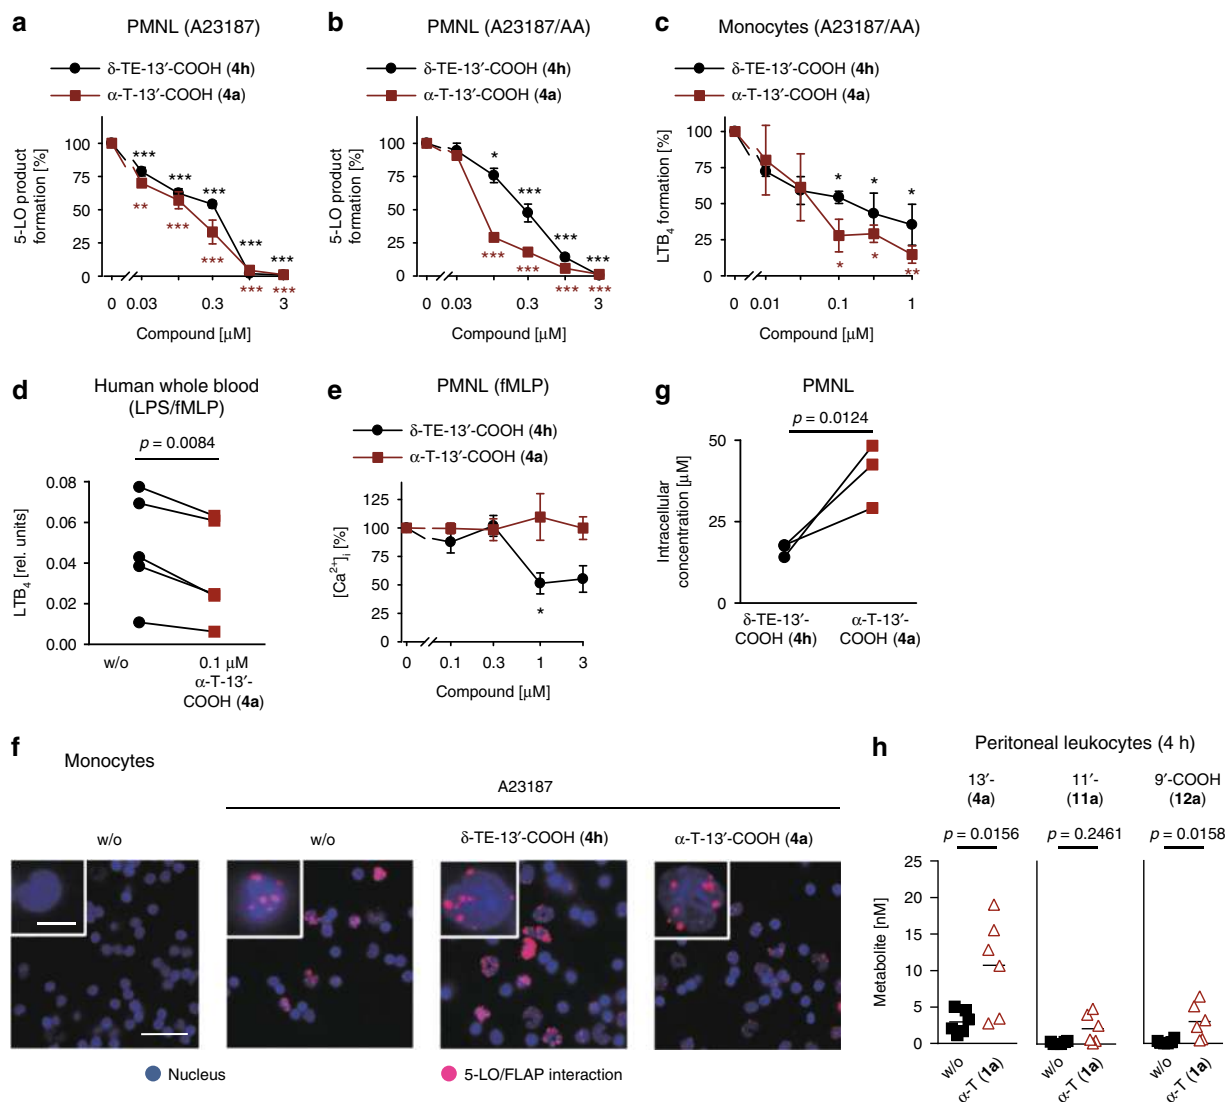 a
PMNL (A23187)
δ-TE-13′-COOH (4h)
α-T-13′-COOH (4a)
5-LO product
formation [%]
100
75
50
25
0
***
***
***
***
***
**
***
***
***
***
0 0.03 0.3 3
Compound [μM]
b
PMNL (A23187/AA)
δ-TE-13′-COOH (4h)
α-T-13′-COOH (4a)
5-LO product
formation [%]
100
75
50
25
0
*
***
***
***
***
***
***
***
0 0.03 0.3 3
Compound [μM]
c
Monocytes (A23187/AA)
δ-TE-13′-COOH (4h)
α-T-13′-COOH (4a)
LTB4 formation [%]
100
75
50
25
0
*
*
*
*
*
**
0 0.01 0.1 1
Compound [μM]
d
Human whole blood
(LPS/fMLP)
p = 0.0084
LTB4 [rel. units]
0.08
0.06
0.04
0.02
0.00
w/o
0.1 μM
α-T-13′-
COOH (4a)
e
PMNL (fMLP)
δ-TE-13′-COOH (4h)
α-T-13′-COOH (4a)
[Ca2+]i [%]
125
100
75
50
25
0
*
0 0.1 0.3 1 3
Compound [μM]
g
PMNL
p = 0.0124
Intracellular
concentration [μM]
50
25
0
δ-TE-13′-
COOH (4h)
α-T-13′-
COOH (4a)
f
Monocytes
A23187
w/o
w/o
δ-TE-13′-COOH (4h)
α-T-13′-COOH (4a)
Nucleus
5-LO/FLAP interaction
h
Peritoneal leukocytes (4 h)
13′-
(4a)
11′-
(11a)
9′-COOH
(12a)
p = 0.0156
p = 0.2461
p = 0.0158
Metabolite [nM]
25
20
15
10
5
0
w/o
α-T (1a)
w/o
α-T (1a)
w/o
α-T (1a)